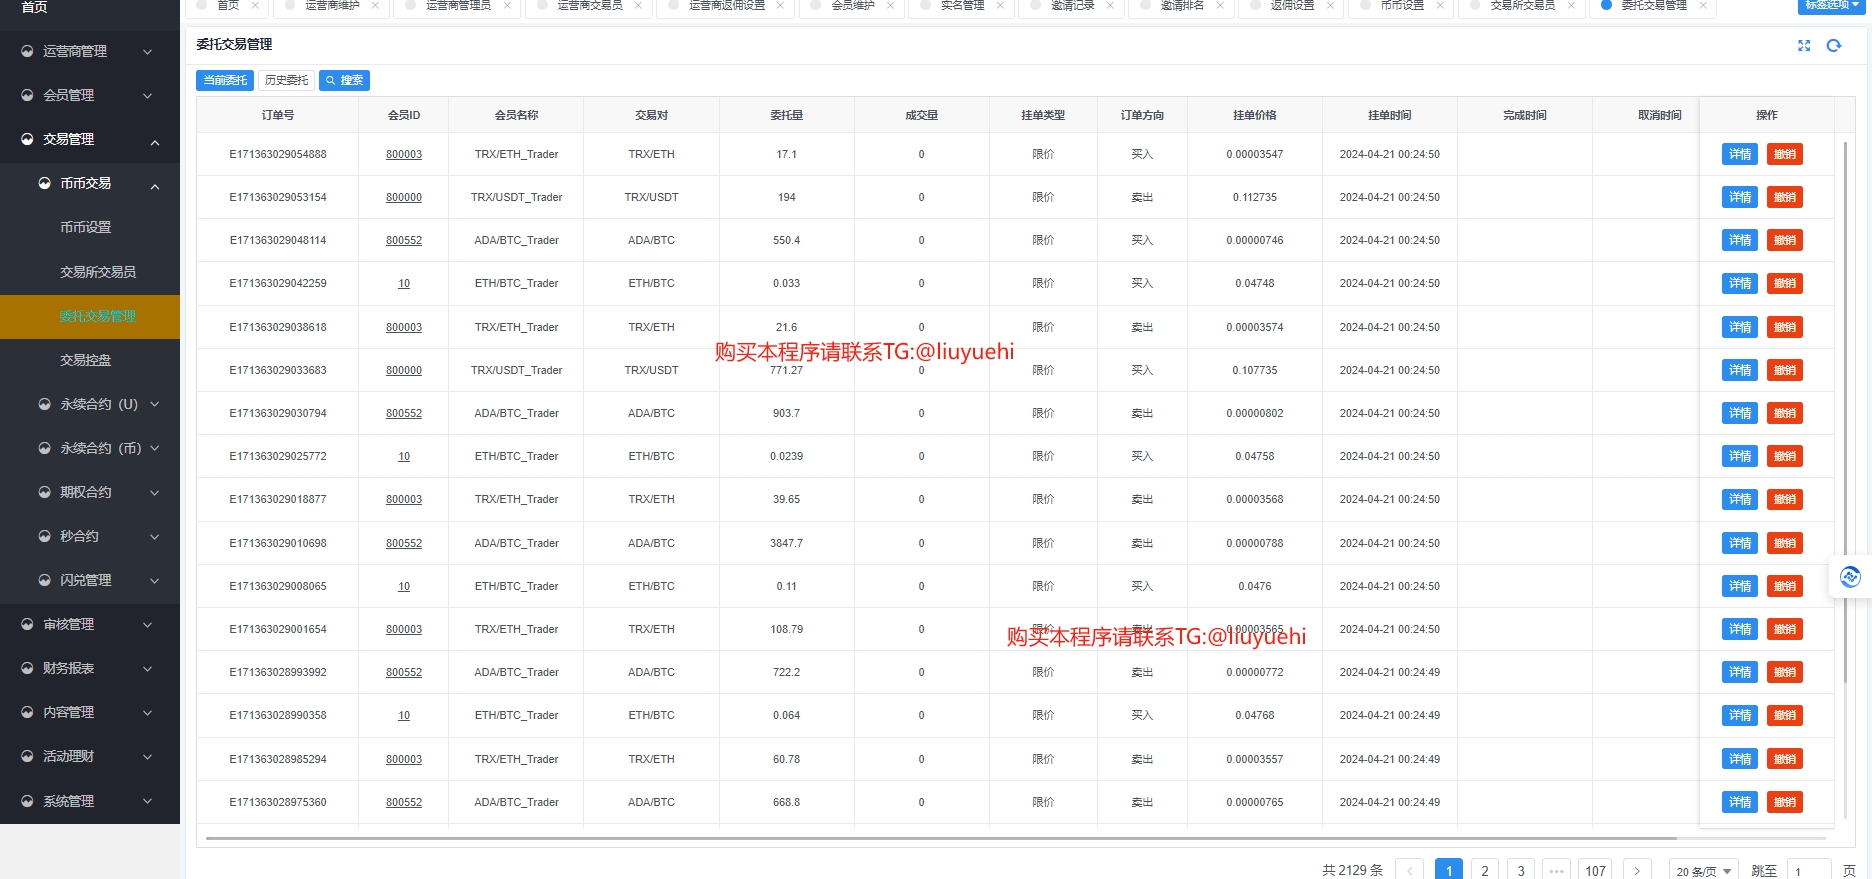 首页
运营商管理
会员管理
交易管理
币币交易
币币设置
交易所交易员
委托交易管理
交易控盘
永续合约（U）
永续合约（币）
期权合约
秒合约
闪兑管理
审核管理
财务报表
内容管理
活动理财
系统管理
首页 运营商维护 运营商管理员 运营商交易员 运营商返佣设置 会员维护 实名管理 邀请记录 邀请排名 返佣设置 币币设置 交易所交易员 委托交易管理 标签选项
委托交易管理
当前委托 历史委托 搜索
订单号 会员ID 会员名称 交易对 委托量 成交量 挂单类型 订单方向 挂单价格 挂单时间 完成时间 取消时间 操作
E171363029054888 800003 TRX/ETH_Trader TRX/ETH 17.1 0 限价 买入 0.00003547 2024-04-21 00:24:50 详情 撤销
E171363029053154 800000 TRX/USDT_Trader TRX/USDT 194 0 限价 卖出 0.112735 2024-04-21 00:24:50 详情 撤销
E171363029048114 800552 ADA/BTC_Trader ADA/BTC 550.4 0 限价 买入 0.00000746 2024-04-21 00:24:50 详情 撤销
E171363029042259 10 ETH/BTC_Trader ETH/BTC 0.033 0 限价 买入 0.04748 2024-04-21 00:24:50 详情 撤销
E171363029038618 800003 TRX/ETH_Trader TRX/ETH 21.6 0 限价 卖出 0.00003574 2024-04-21 00:24:50 详情 撤销
购买本程序请联系TG:@liuyuehi
E171363029033683 800000 TRX/USDT_Trader TRX/USDT 771.27 0 限价 买入 0.107735 2024-04-21 00:24:50 详情 撤销
E171363029030794 800552 ADA/BTC_Trader ADA/BTC 903.7 0 限价 卖出 0.00000802 2024-04-21 00:24:50 详情 撤销
E171363029025772 10 ETH/BTC_Trader ETH/BTC 0.0239 0 限价 买入 0.04758 2024-04-21 00:24:50 详情 撤销
E171363029018877 800003 TRX/ETH_Trader TRX/ETH 39.65 0 限价 卖出 0.00003568 2024-04-21 00:24:50 详情 撤销
E171363029010698 800552 ADA/BTC_Trader ADA/BTC 3847.7 0 限价 卖出 0.00000788 2024-04-21 00:24:50 详情 撤销
E171363029008065 10 ETH/BTC_Trader ETH/BTC 0.11 0 限价 买入 0.0476 2024-04-21 00:24:50 详情 撤销
E171363029001654 800003 TRX/ETH_Trader TRX/ETH 108.79 0 限价 卖出 0.00003565 2024-04-21 00:24:50 详情 撤销
购买本程序请联系TG:@liuyuehi
E171363028993992 800552 ADA/BTC_Trader ADA/BTC 722.2 0 限价 卖出 0.00000772 2024-04-21 00:24:49 详情 撤销
E171363028990358 10 ETH/BTC_Trader ETH/BTC 0.064 0 限价 买入 0.04768 2024-04-21 00:24:49 详情 撤销
E171363028985294 800003 TRX/ETH_Trader TRX/ETH 60.78 0 限价 卖出 0.00003557 2024-04-21 00:24:49 详情 撤销
E171363028975360 800552 ADA/BTC_Trader ADA/BTC 668.8 0 限价 卖出 0.00000765 2024-04-21 00:24:49 详情 撤销
共 2129 条 1 2 3 ••• 107 20 条/页 跳至 1 页